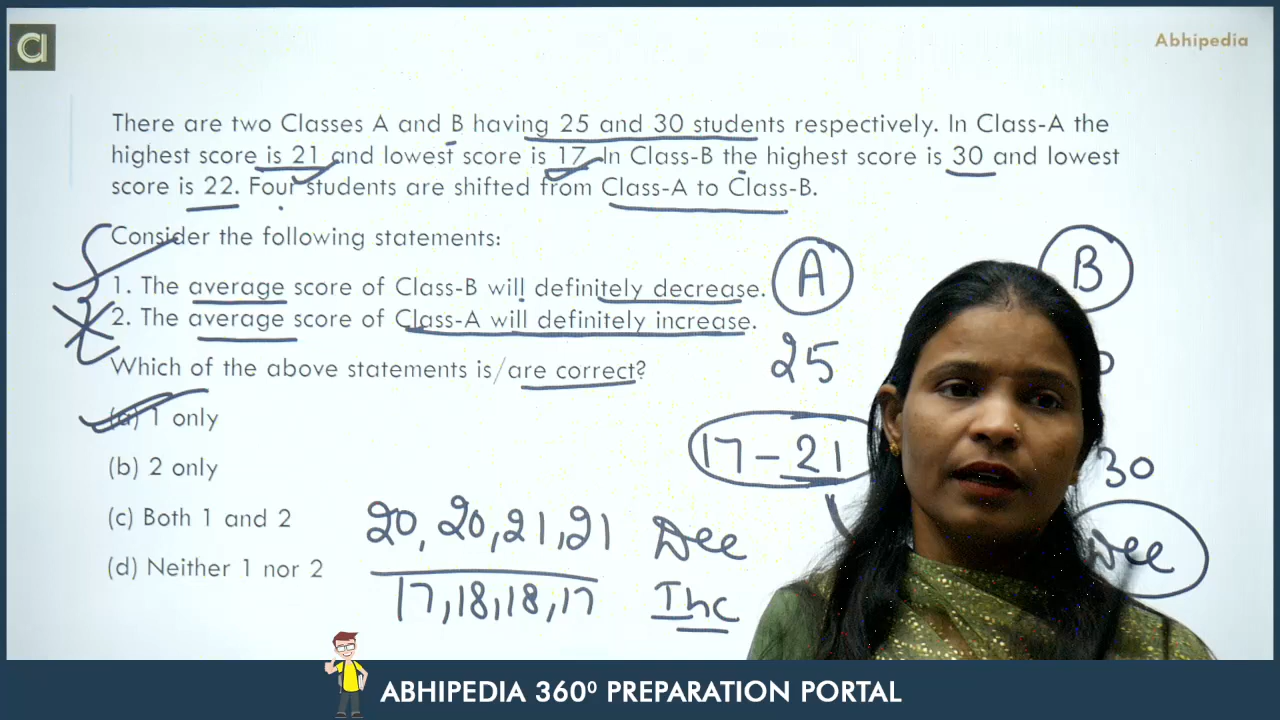 Abhipedia
There are two Classes A and B having 25 and 30 students respectively. In Class-A the
highest score is 21 and lowest score is 17. In Class-B the highest score is 30 and lowest
score is 22. Four students are shifted from Class-A to Class-B.
Consider the following statements:
1. The average score of Class-B will definitely decrease.
2. The average score of Class-A will definitely increase.
Which of the above statements is/are correct?
(a) 1 only
(b) 2 only
(c) Both 1 and 2
(d) Neither 1 nor 2
A
B
25
17-21
30
20, 20, 21, 21 Dec
17, 18, 18, 17 Inc
Dec
ABHIPEDIA 360⁰ PREPARATION PORTAL